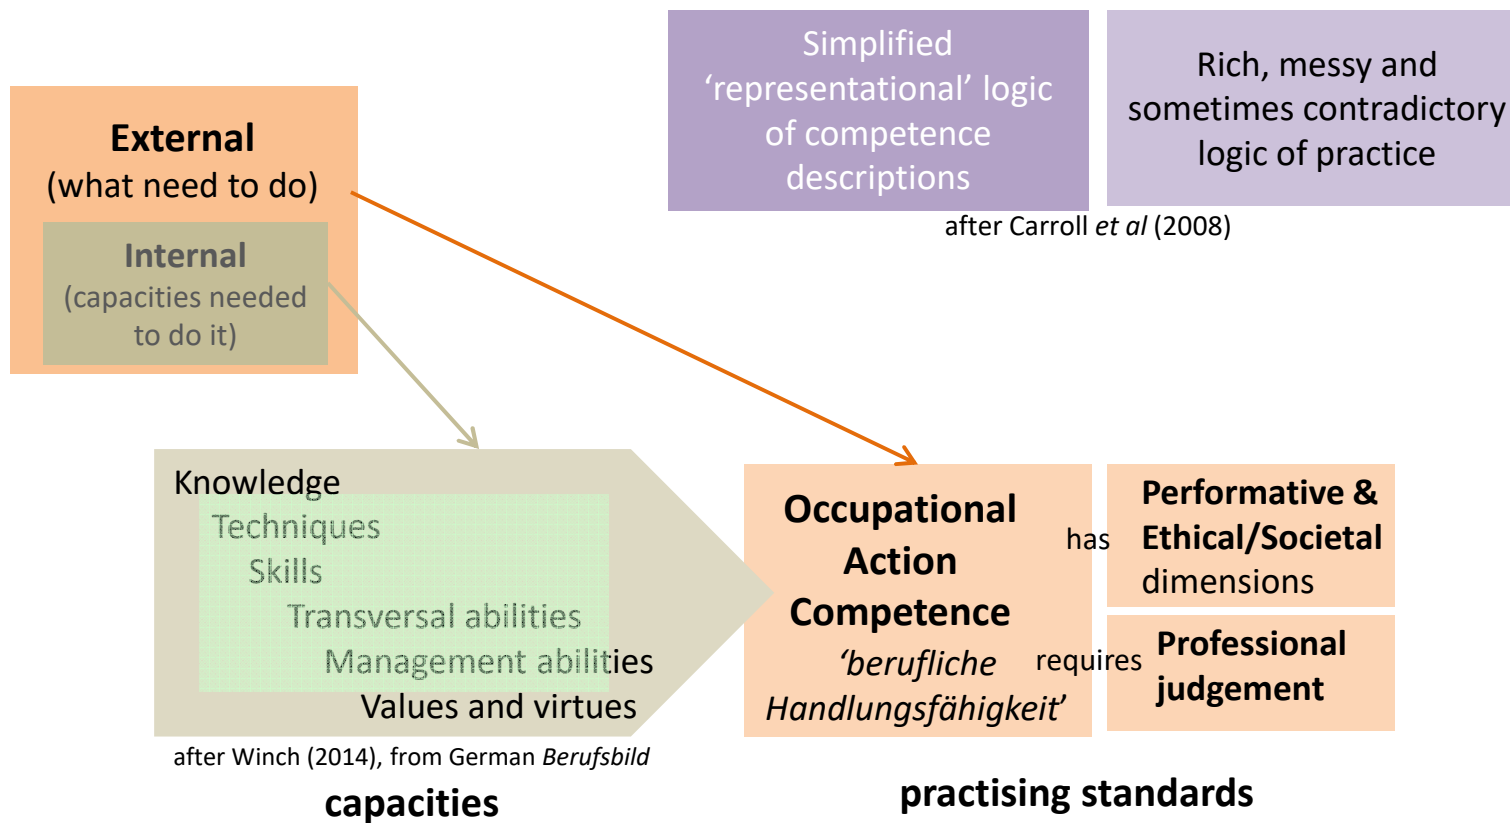 Simplified
‘representational’ logic
of competence
descriptions
Rich, messy and
sometimes contradictory
logic of practice
after Carroll et al (2008)
External
(what need to do)
Internal
(capacities needed
to do it)
Knowledge
Techniques
Skills
Transversal abilities
Management abilities
Values and virtues
after Winch (2014), from German Berufsbild
capacities
Occupational
Action
Competence
‘berufliche
Handlungsfähigkeit’
has
Performative &
Ethical/Societal
dimensions
requires
Professional
judgement
practising standards